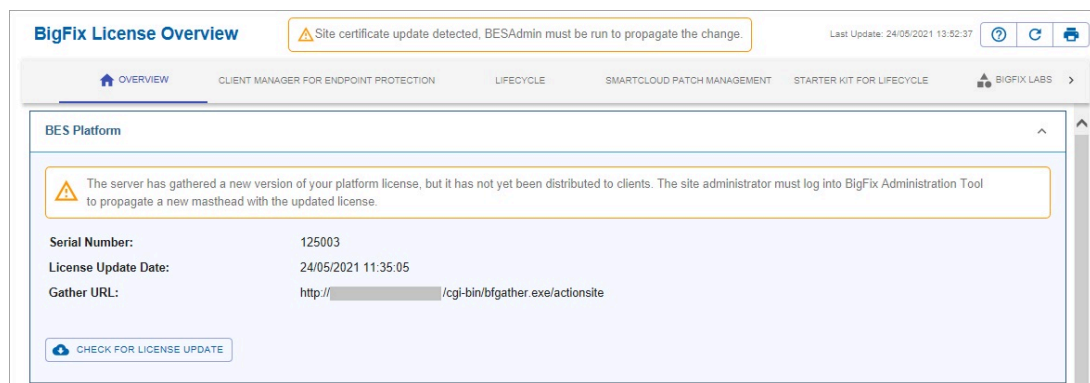 BigFix License Overview
Site certificate update detected, BESAdmin must be run to propagate the change.
Last Update: 24/05/2021 13:52:37
OVERVIEW CLIENT MANAGER FOR ENDPOINT PROTECTION LIFECYCLE SMARTCLOUD PATCH MANAGEMENT STARTER KIT FOR LIFECYCLE BIGFIX LABS
BES Platform
The server has gathered a new version of your platform license, but it has not yet been distributed to clients. The site administrator must log into BigFix Administration Tool
to propagate a new masthead with the updated license.
Serial Number: 125003
License Update Date: 24/05/2021 11:35:05
Gather URL: http:// /cgi-bin/bfgather.exe/actionsite
CHECK FOR LICENSE UPDATE